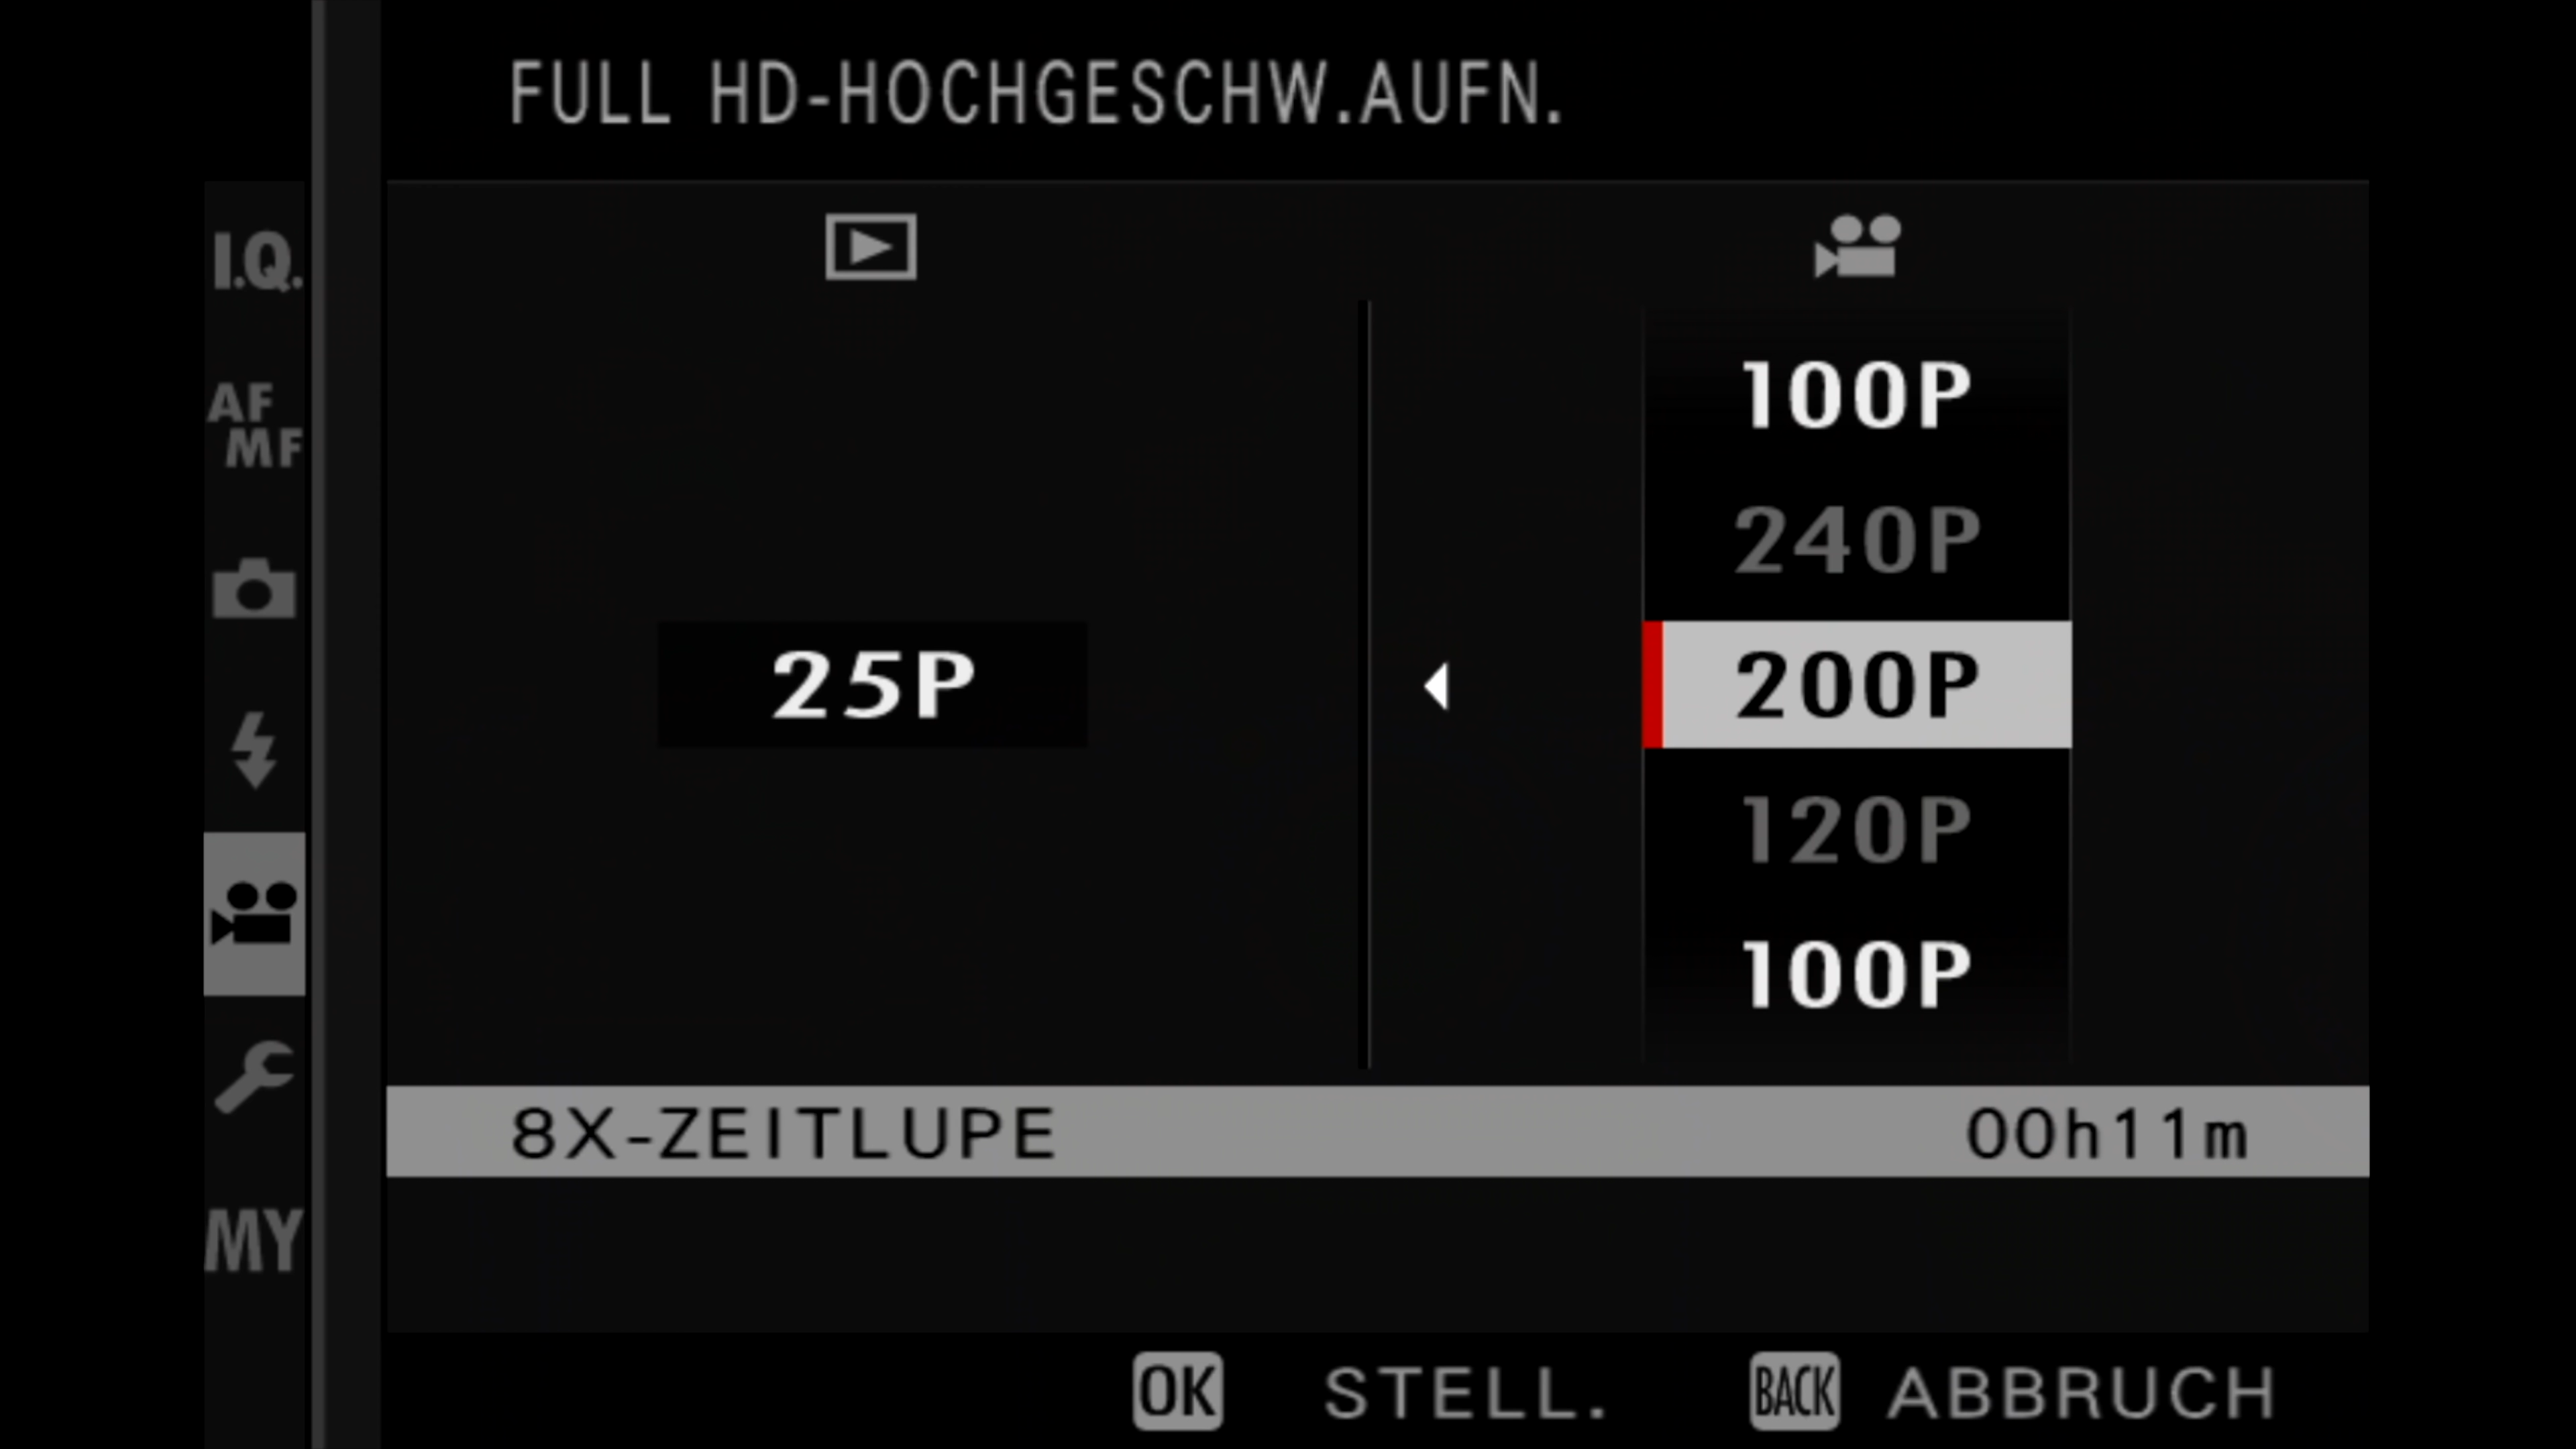 FULL HD-HOCHGESCHW.AUFN.
I.Q.
AF
MF
MY
25P
100P
240P
200P
120P
100P
8X-ZEITLUPE 00h11m
OK STELL. BACK ABBRUCH